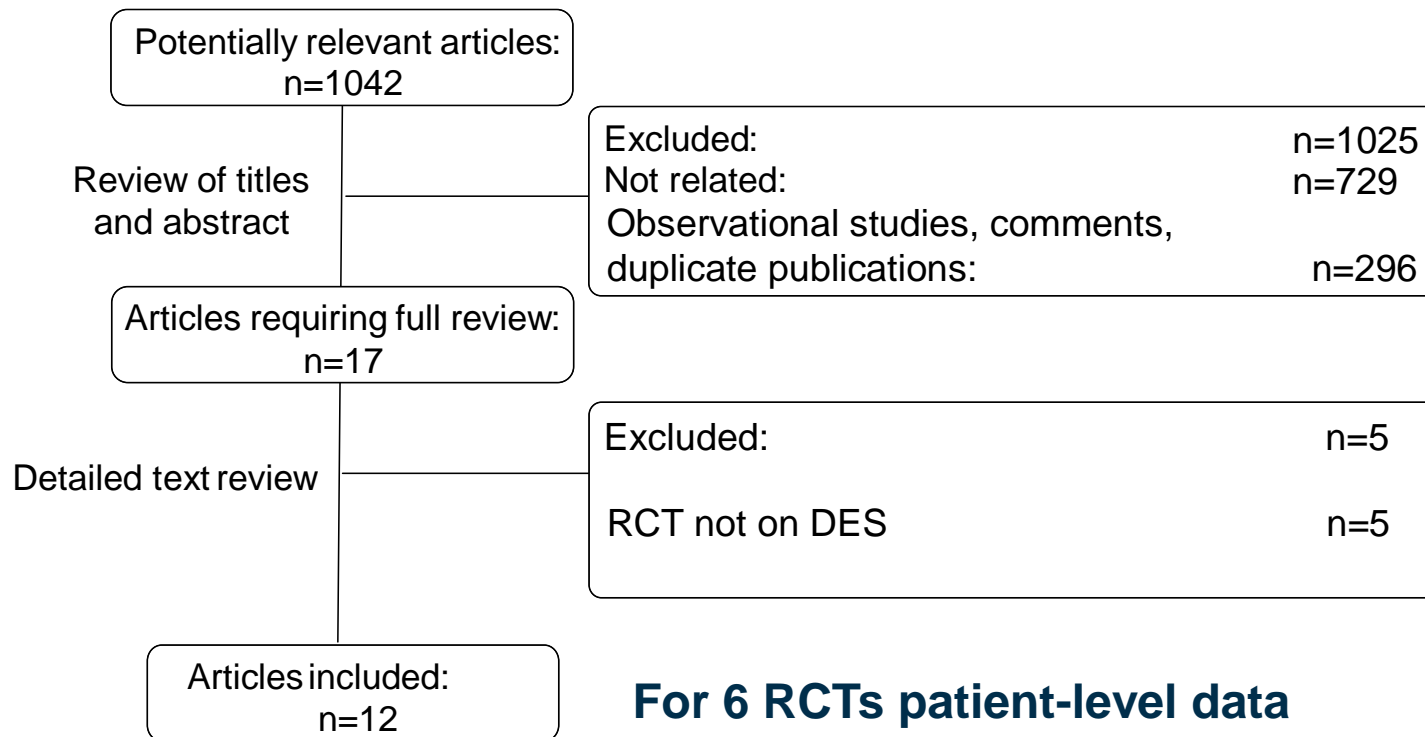 Potentially relevant articles:
n=1042
Review of titles
and abstract
Excluded: n=1025
Not related: n=729
Observational studies, comments,
duplicate publications: n=296
Articles requiring full review:
n=17
Detailed text review
Excluded: n=5
RCT not on DES n=5
Articles included:
n=12
For 6 RCTs patient-level data